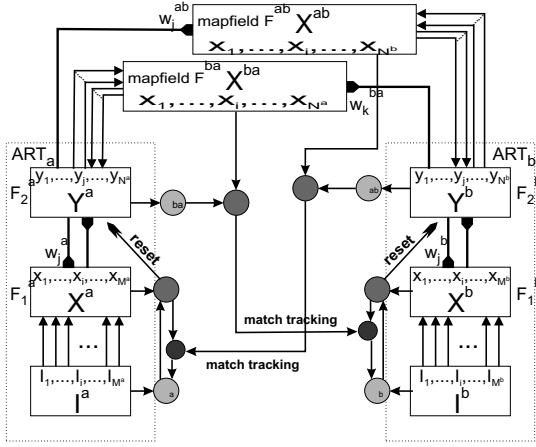 w_j^ab
mapfield F^ab X^ab
x_1,...,x_i,...,x_N^b
mapfield F^ba X^ba
x_1,...,x_i,...,x_N^a
w_k^ba
ART_a
ART_b
F_2^a
y_1,...,y_j,...,y_N^a
Y^a
ba
ab
y_1,...,y_j,...,y_N^b
Y^b
F_2
w_j^a
reset
reset
w_j^b
F_1^a
x_1,...,x_i,...,x_M^a
X^a
x_1,...,x_i,...,x_M^b
X^b
F_1
match tracking
match tracking
...
...
I_1,...,I_i,...,I_M^a
I^a
a
b
I_1,...,I_i,...,I_M^b
I^b